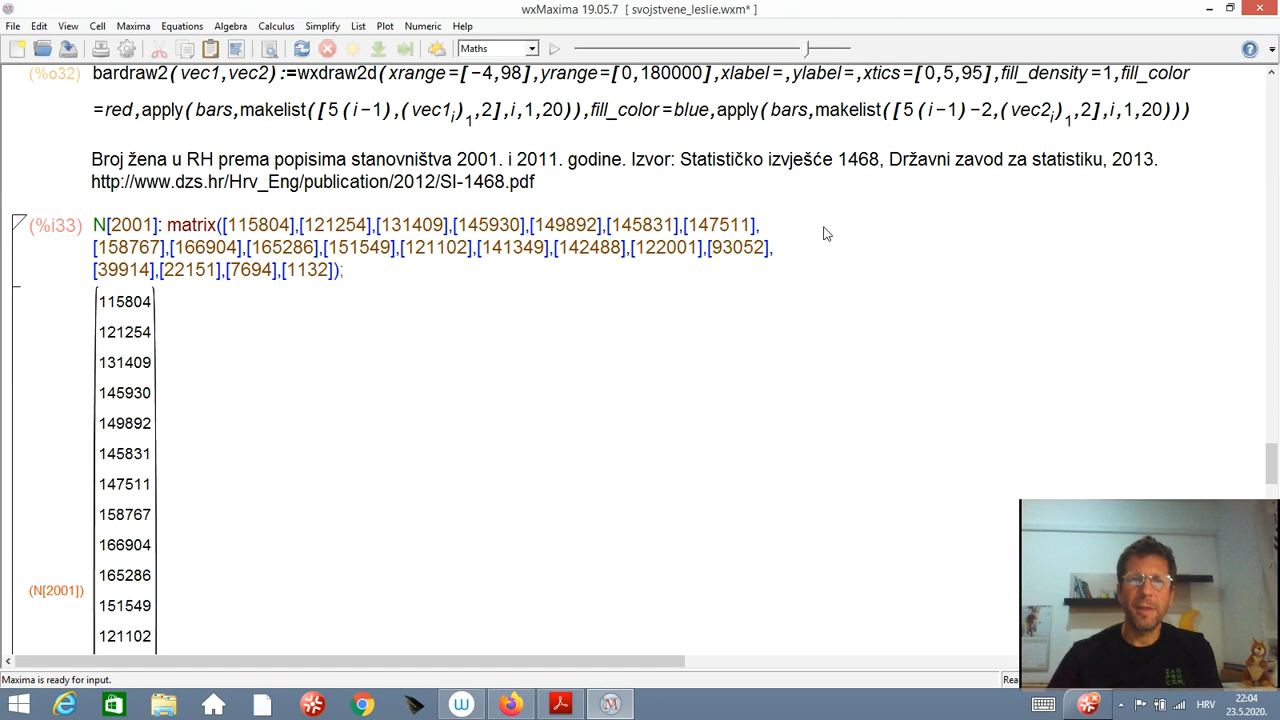 wxMaxima 19.05.7 [ svojstvene_leslie.wxm* ]
File Edit View Cell Maxima Equations Algebra Calculus Simplify List Plot Numeric Help
Maths
(%o32) bardraw2(vec1,vec2):=wxdraw2d(xrange=[-4,98],yrange=[0,180000],xlabel=,ylabel=,xtics=[0,5,95],fill_density=1,fill_color
=red,apply(bars,makelist([5(i-1),(vec1i)1,2],i,1,20)),fill_color=blue,apply(bars,makelist([5(i-1)-2,(vec2i)1,2],i,1,20)))
Broj žena u RH prema popisima stanovništva 2001. i 2011. godine. Izvor: Statističko izvješće 1468, Državni zavod za statistiku, 2013.
http://www.dzs.hr/Hrv_Eng/publication/2012/SI-1468.pdf
(%i33) N[2001]: matrix([115804],[121254],[131409],[145930],[149892],[145831],[147511],
[158767],[166904],[165286],[151549],[121102],[141349],[142488],[122001],[93052],
[39914],[22151],[7694],[1132]);
115804
121254
131409
145930
149892
145831
147511
158767
166904
165286
(N[2001])
151549
121102
Maxima is ready for input.
Rea
HRV
22:04
23.5.2020.